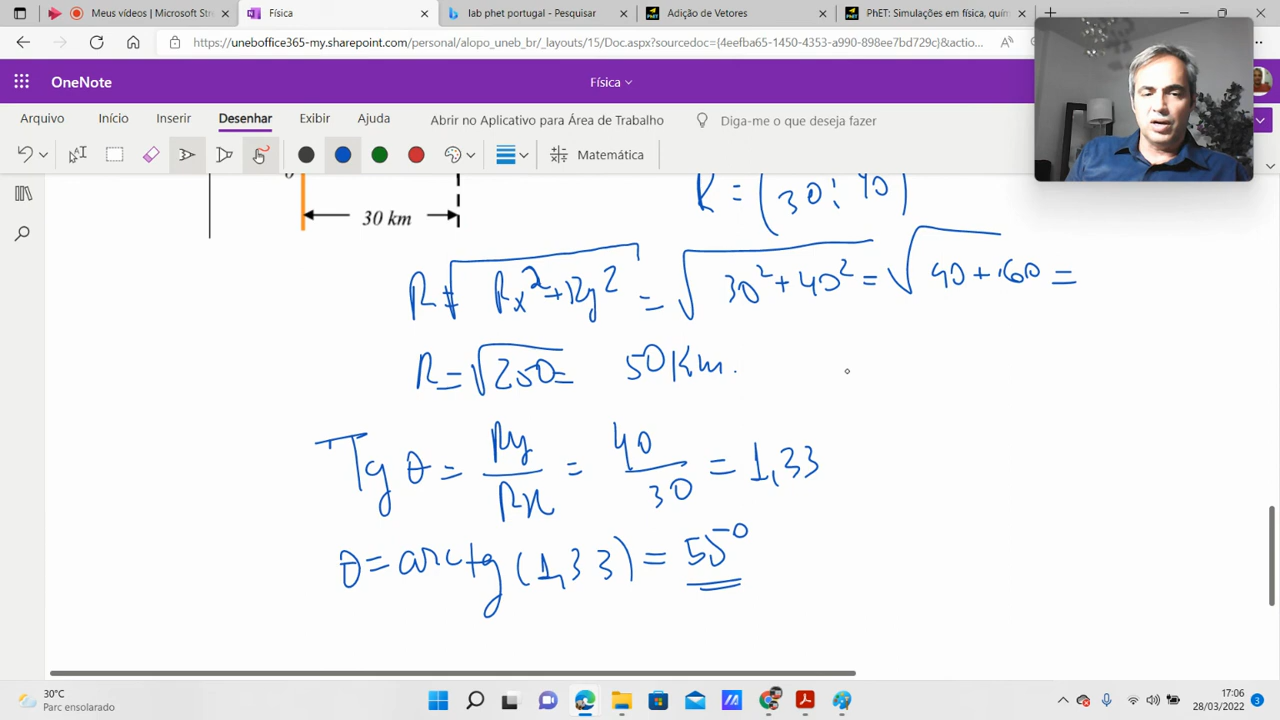 Meus vídeos | Microsoft Str
Física
lab phet portugal - Pesquisar
Adição de Vetores
PhET: Simulações em física, quím
https://uneboffice365-my.sharepoint.com/personal/alopo_uneb_br/_layouts/15/Doc.aspx?sourcedoc={4eefba65-1450-4353-a990-898ee7bd729c}&actio...
OneNote
Física
Arquivo Início Inserir Desenhar Exibir Ajuda Abrir no Aplicativo para Área de Trabalho Diga-me o que deseja fazer
Matemática
0
30 km
R = (30; 40)
R = √Rx²+Ry² = √30²+40² = √90+160 =
R = √250 = 50Km.
Tg θ = Ry/Rx = 40/30 = 1,33
θ = arctg (1,33) = 55°
30°C
Parc ensolarado
17:06
28/03/2022
3